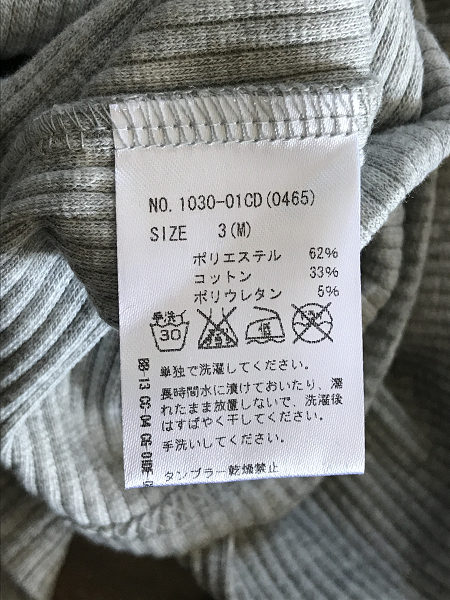 NO. 1030-01CD(0465)
SIZE 3(M)
ポリエステル 62%
コットン 33%
ポリウレタン 5%
手洗イ 30 低
単独で洗濯してください。
長時間水に漬けておいたり、濡
れたまま放置しないで、洗濯後
はすばやく干してください。
手洗いしてください。
タンブラー乾燥禁止